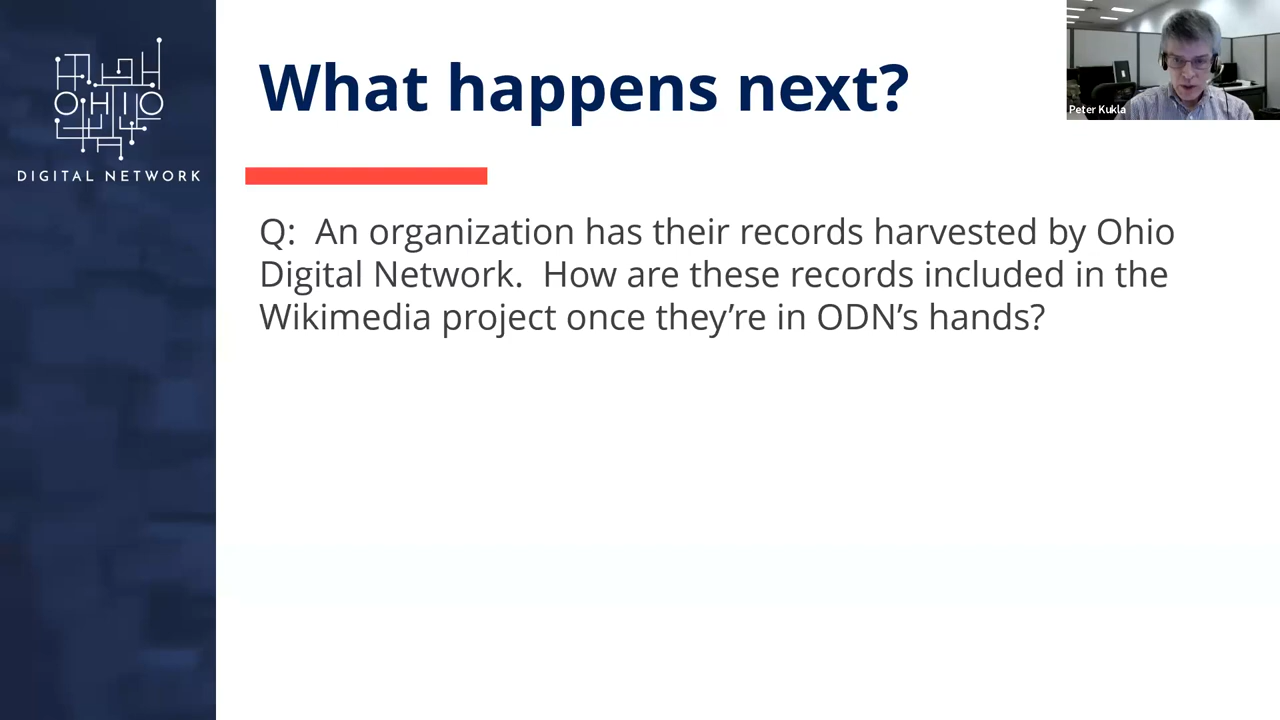 OHIO
DIGITAL NETWORK
What happens next?
Peter Kukla
Q:  An organization has their records harvested by Ohio
Digital Network.  How are these records included in the
Wikimedia project once they’re in ODN’s hands?